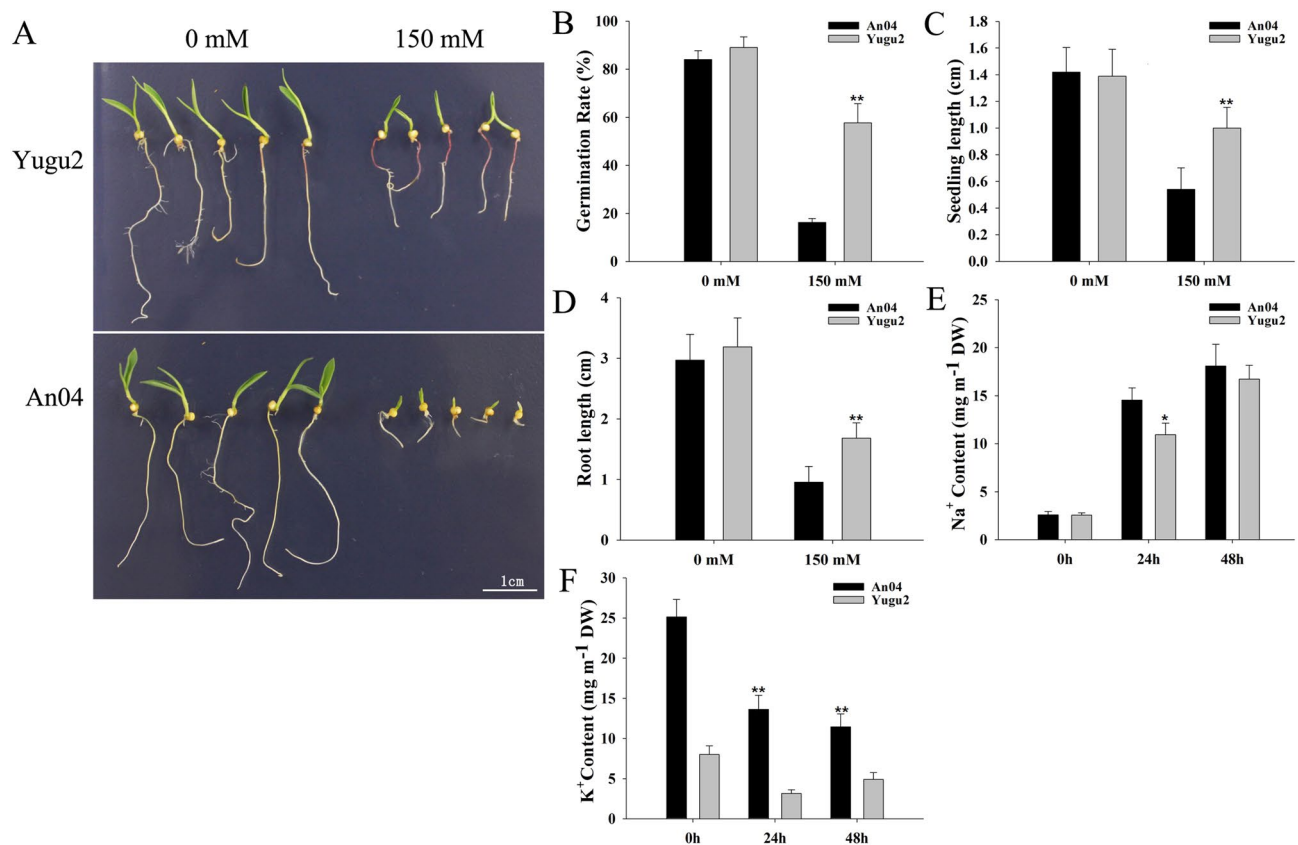 A
0 mM
150 mM
Yugu2
An04
1cm
B
An04
Yugu2
Germination Rate (%)
100
80
60
40
20
0
**
0 mM
150 mM
C
An04
Yugu2
Seedling length (cm)
1.8
1.6
1.4
1.2
1.0
0.8
0.6
0.4
0.2
0.0
**
0 mM
150 mM
D
An04
Yugu2
Root length (cm)
4
3
2
1
0
**
0 mM
150 mM
E
An04
Yugu2
Na⁺ Content (mg m⁻¹ DW)
25
20
15
10
5
0
*
0h
24h
48h
F
An04
Yugu2
K⁺Content (mg m⁻¹ DW)
30
25
20
15
10
5
0
**
**
0h
24h
48h